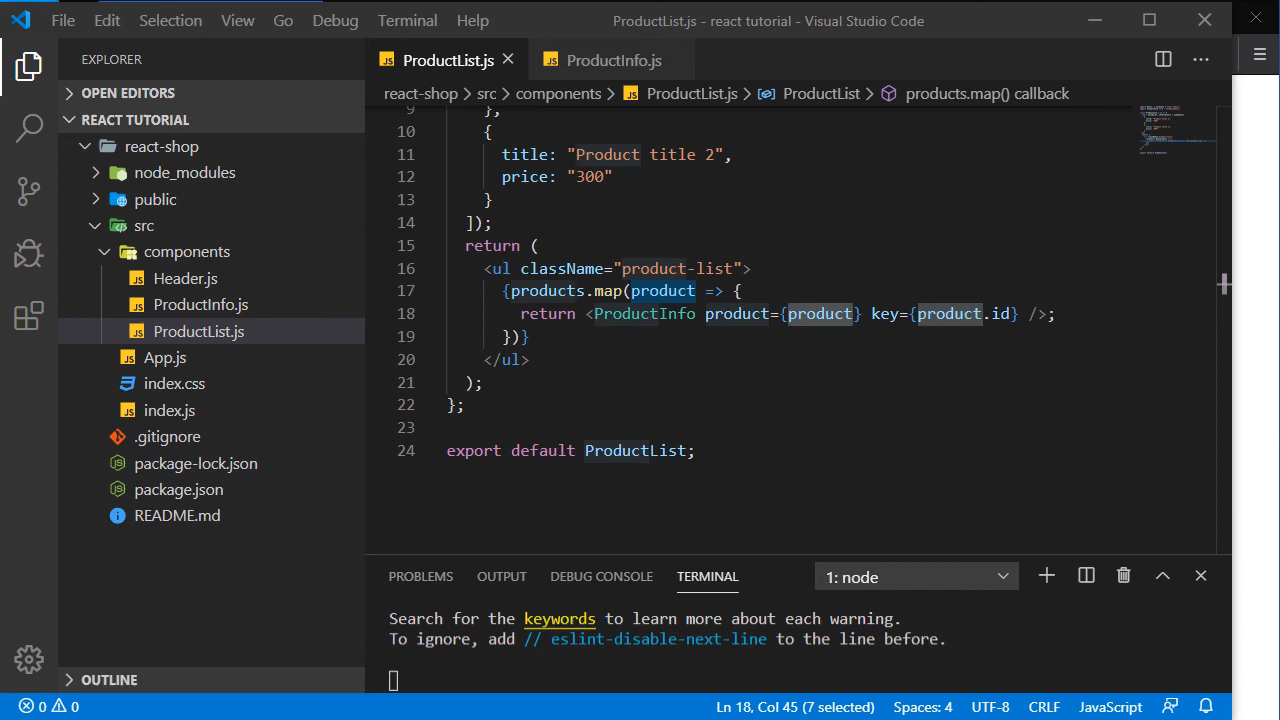 File Edit Selection View Go Debug Terminal Help
ProductList.js - react tutorial - Visual Studio Code
EXPLORER
OPEN EDITORS
REACT TUTORIAL
react-shop
node_modules
public
src
components
Header.js
ProductInfo.js
ProductList.js
App.js
index.css
index.js
.gitignore
package-lock.json
package.json
README.md
OUTLINE
JS ProductList.js JS ProductInfo.js
react-shop > src > components > JS ProductList.js > ProductList > products.map() callback
9 },
10 {
11 title: "Product title 2",
12 price: "300"
13 }
14 ]);
15 return (
16 <ul className="product-list">
17 {products.map(product => {
18 return <ProductInfo product={product} key={product.id} />;
19 })}
20 </ul>
21 );
22 };
23
24 export default ProductList;
PROBLEMS OUTPUT DEBUG CONSOLE TERMINAL 1: node
Search for the keywords to learn more about each warning.
To ignore, add // eslint-disable-next-line to the line before.
0 0 Ln 18, Col 45 (7 selected) Spaces: 4 UTF-8 CRLF JavaScript